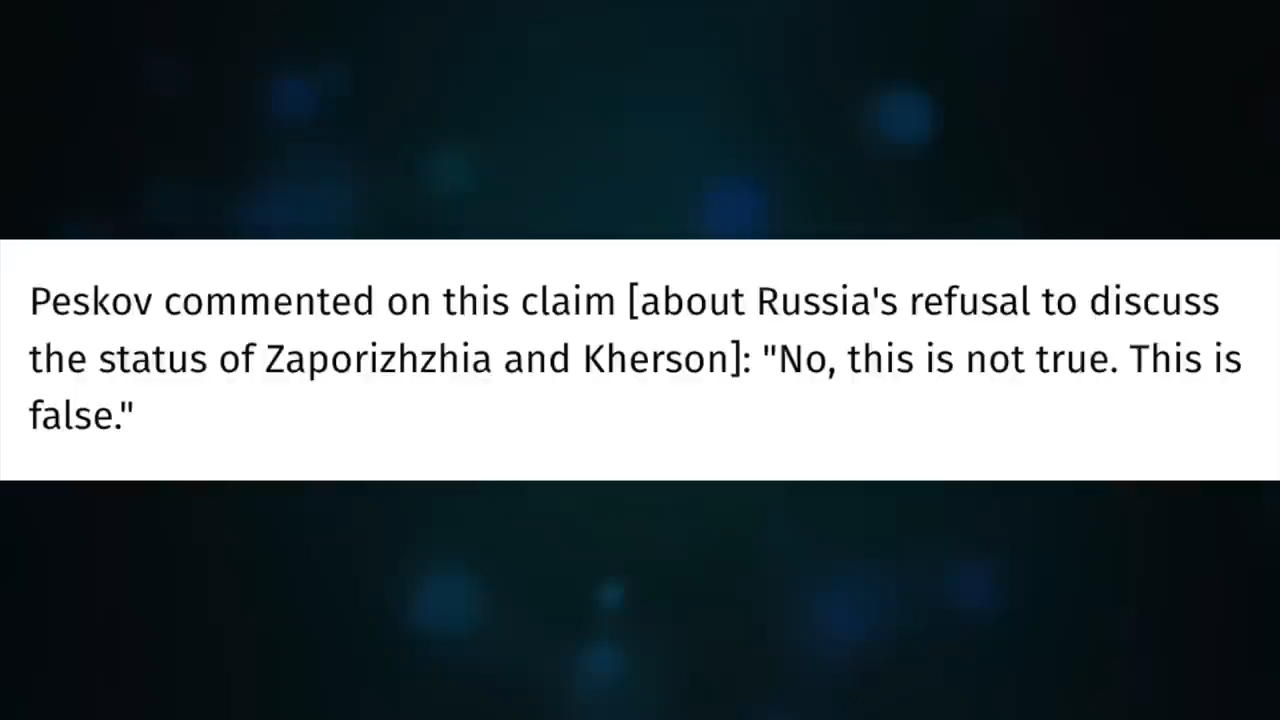 Peskov commented on this claim [about Russia's refusal to discuss
the status of Zaporizhzhia and Kherson]: "No, this is not true. This is
false."